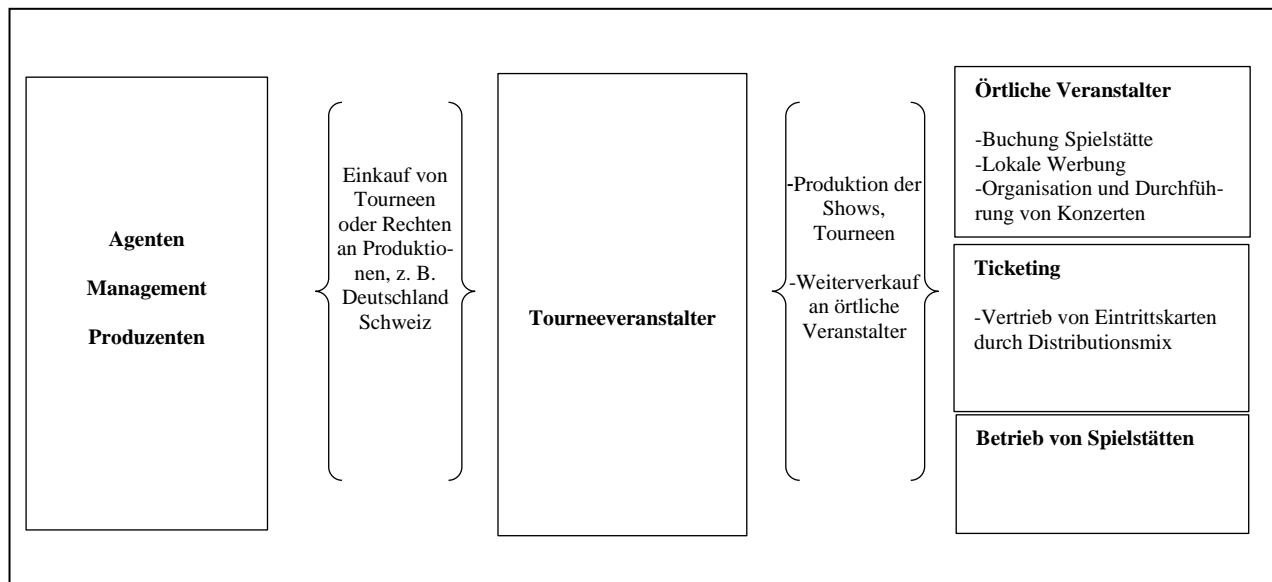 Agenten
Management
Produzenten
Einkauf von
Tourneen
oder Rechten
an Produktio-
nen, z. B.
Deutschland
Schweiz
Tourneeveranstalter
-Produktion der
Shows,
Tourneen
-Weiterverkauf
an örtliche
Veranstalter
Örtliche Veranstalter
-Buchung Spielstätte
-Lokale Werbung
-Organisation und Durchfüh-
rung von Konzerten
Ticketing
-Vertrieb von Eintrittskarten
durch Distributionsmix
Betrieb von Spielstätten